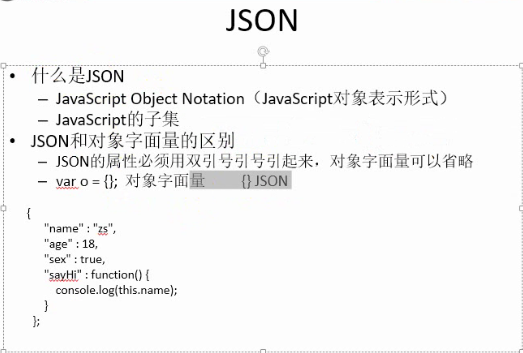 JSON
• 什么是JSON
– JavaScript Object Notation（JavaScript对象表示形式）
– JavaScript的子集
• JSON和对象字面量的区别
– JSON的属性必须用双引号引号引起来，对象字面量可以省略
– var o = {}; 对象字面量 {} JSON
{
"name" : "zs",
"age" : 18,
"sex" : true,
"sayHi" : function() {
console.log(this.name);
}
};